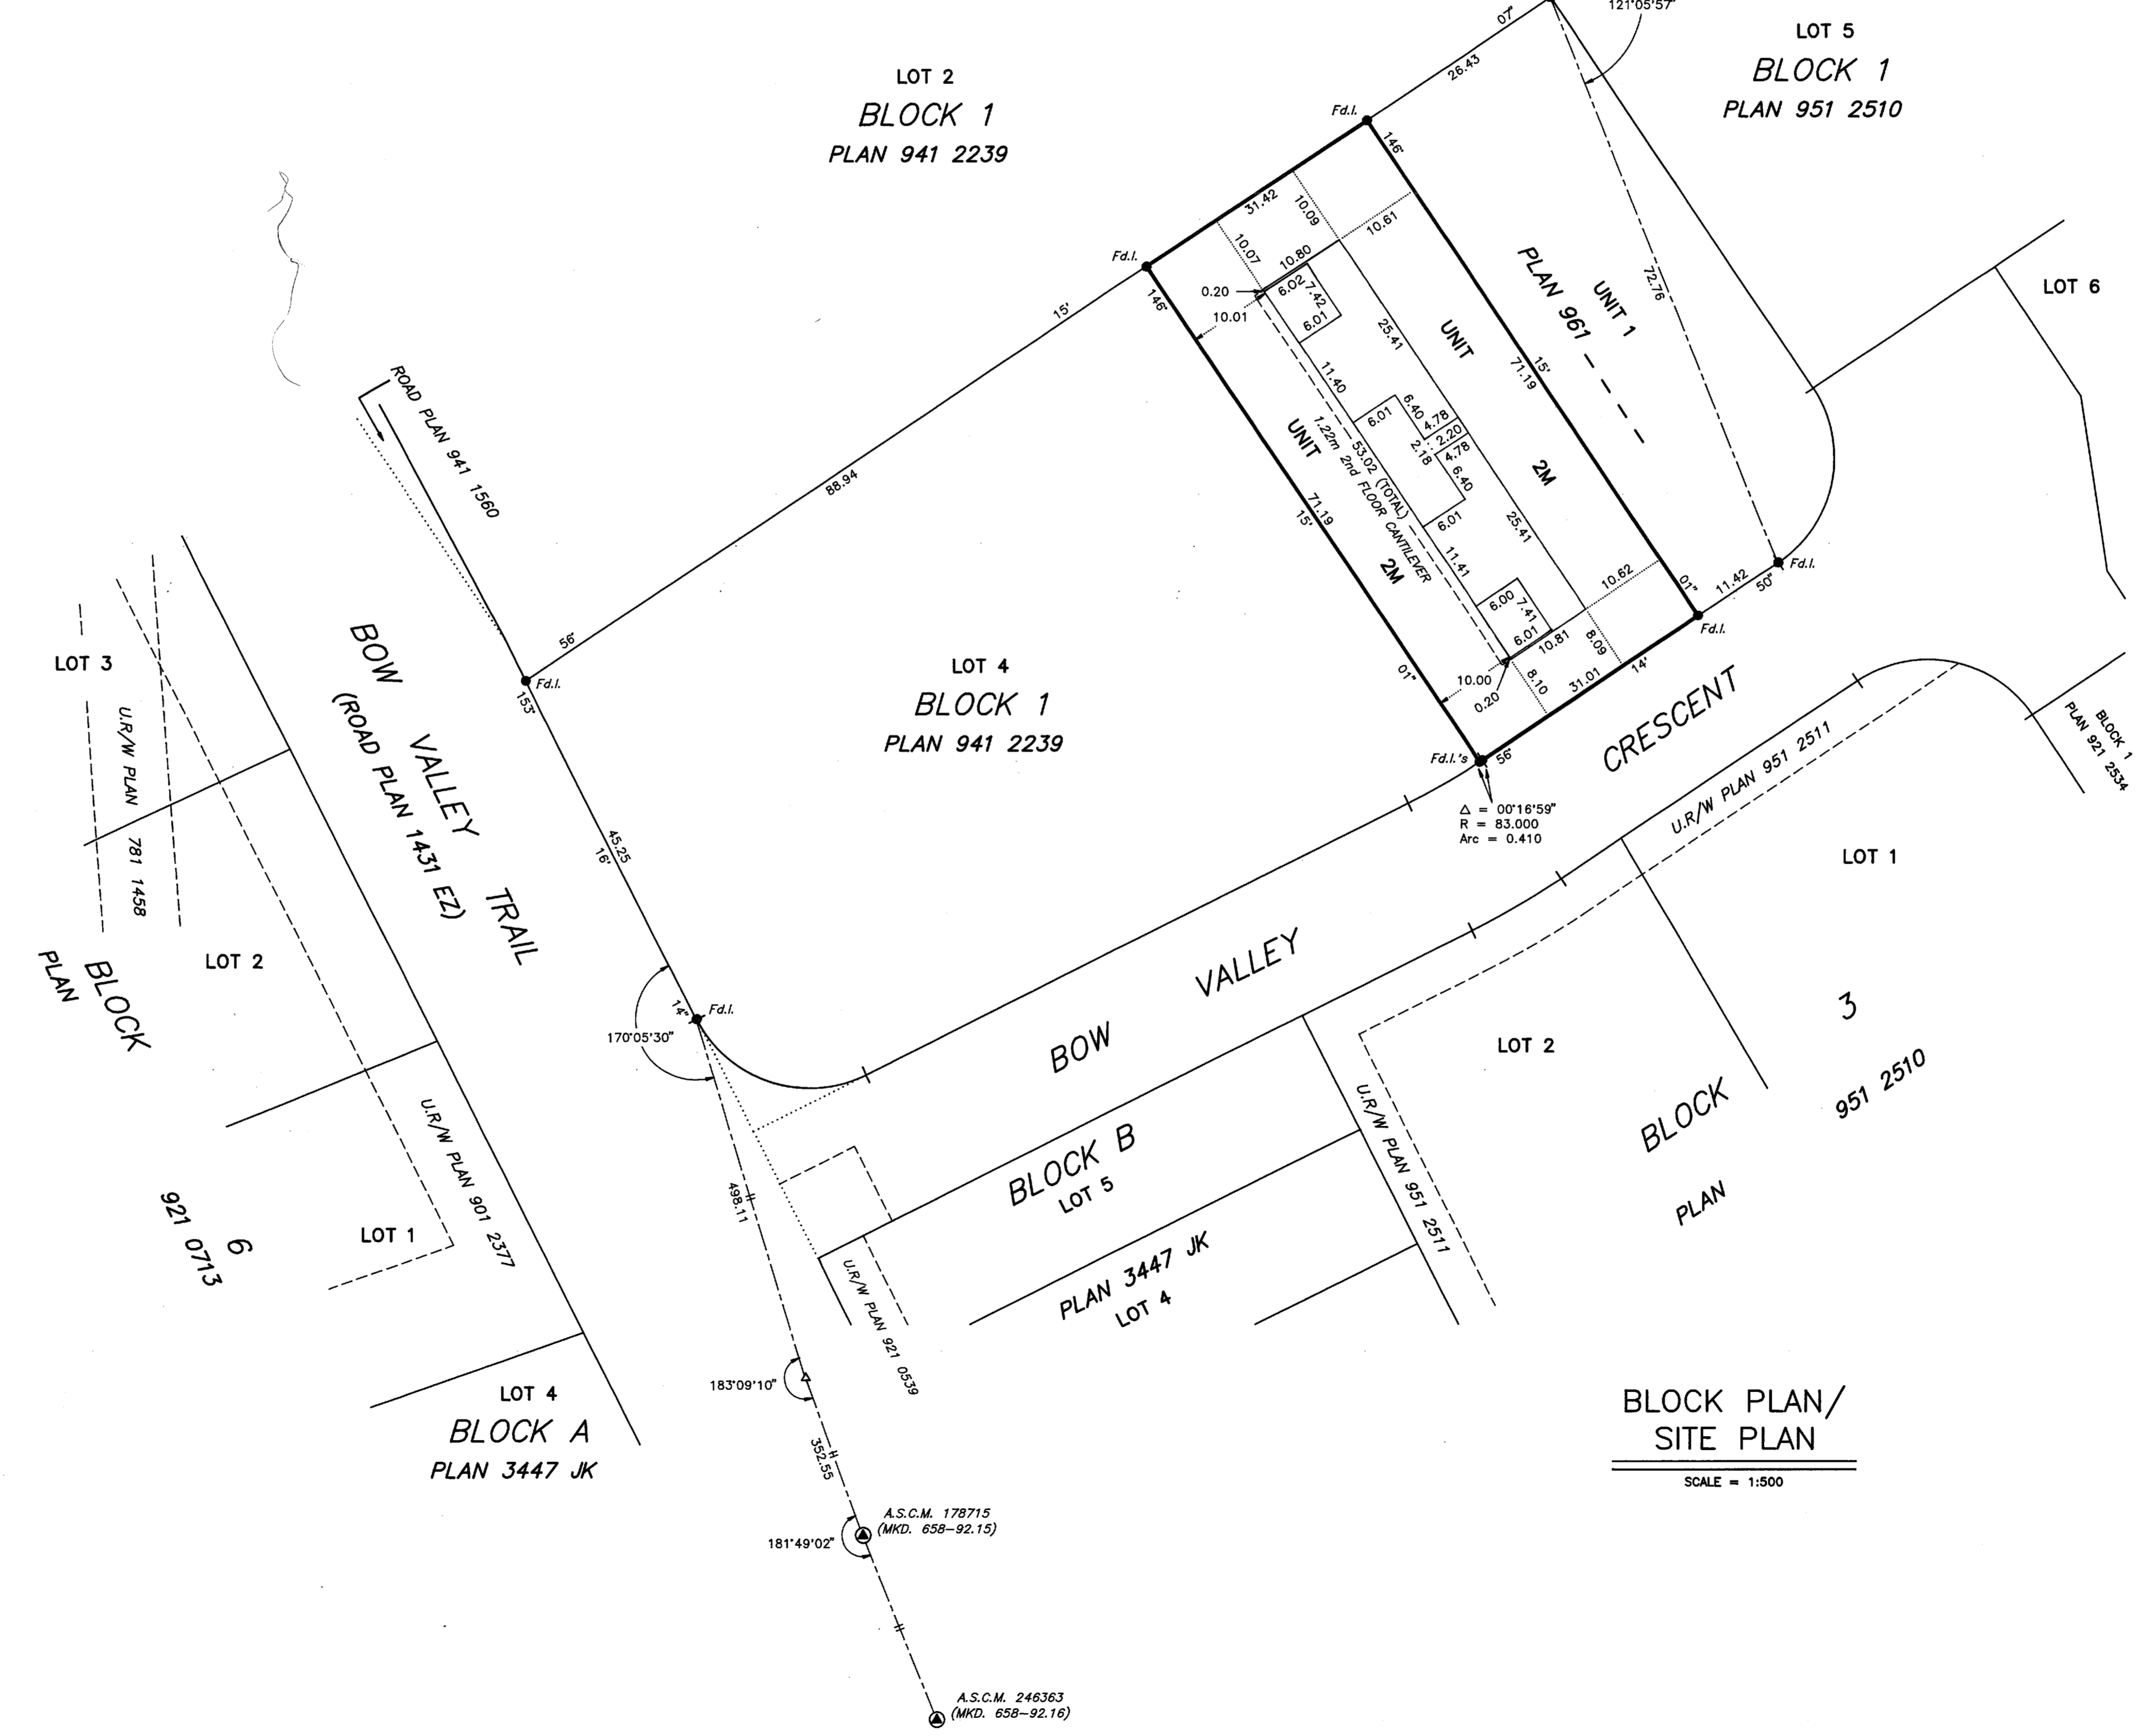 121°05'57"
LOT 5
BLOCK 1
PLAN 951 2510
07"
26.43
LOT 2
BLOCK 1
PLAN 941 2239
Fd.I.
146°
31.42
10.09
10.61
10.07
10.80
Fd.I.
146°
0.20
10.01
6.02
7.42
6.01
25.41
11.40
15'
UNIT
PLAN 961 – – – –
UNIT 1
72.76
LOT 6
15'
71.19
6.01
6.40
4.78
2.20
2.18
4.78
6.40
6.01
53.02 (TOTAL)
1.22m 2nd FLOOR CANTILEVER
UNIT
2M
71.19
15'
2M
25.41
11.41
10.62
6.00
7.41
6.01
10.81
8.09
8.10
10.00
0.20
31.01
14'
01"
01"
11.42
50"
Fd.I.
Fd.I.
Fd.I.'s
56'
Δ = 00°16'59"
R = 83.000
Arc = 0.410
ROAD PLAN 941 1560
88.94
56'
Fd.I.
153°
LOT 4
BLOCK 1
PLAN 941 2239
45.25
16'
14"
Fd.I.
170°05'30"
BOW VALLEY TRAIL
(ROAD PLAN 1431 EZ)
LOT 3
U.R/W PLAN 781 1458
LOT 2
BLOCK
PLAN
6
921 0713
LOT 1
U.R/W PLAN 901 2377
LOT 4
BLOCK A
PLAN 3447 JK
BOW VALLEY CRESCENT
U.R/W PLAN 951 2511
BLOCK 1
PLAN 921 2534
LOT 1
3
951 2510
LOT 2
BLOCK
PLAN
U.R/W PLAN 951 2511
BLOCK B
LOT 5
PLAN 3447 JK
LOT 4
U.R/W PLAN 921 0539
498.11
183°09'10"
352.55
A.S.C.M. 178715
(MKD. 658–92.15)
181°49'02"
A.S.C.M. 246363
(MKD. 658–92.16)
BLOCK PLAN/
SITE PLAN
SCALE = 1:500